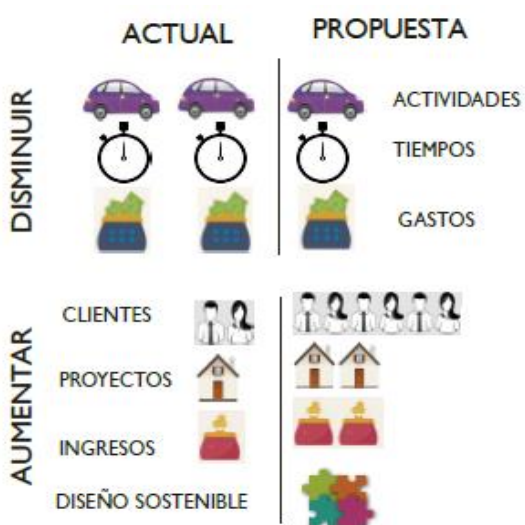 ACTUAL
PROPUESTA
DISMINUIR
ACTIVIDADES
TIEMPOS
GASTOS
AUMENTAR
CLIENTES
PROYECTOS
INGRESOS
DISEÑO SOSTENIBLE